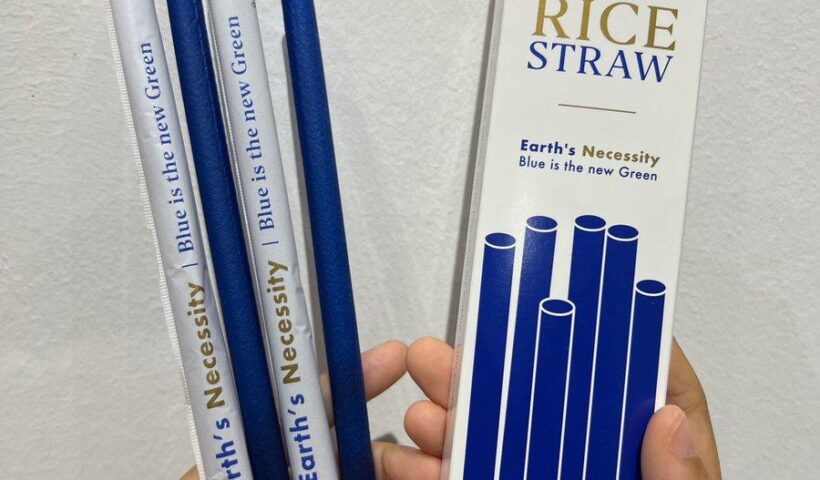 Earth's Necessity | Blue is the new Green
Earth's Necessity | Blue is the new Green
RICE
STRAW
Earth's Necessity
Blue is the new Green